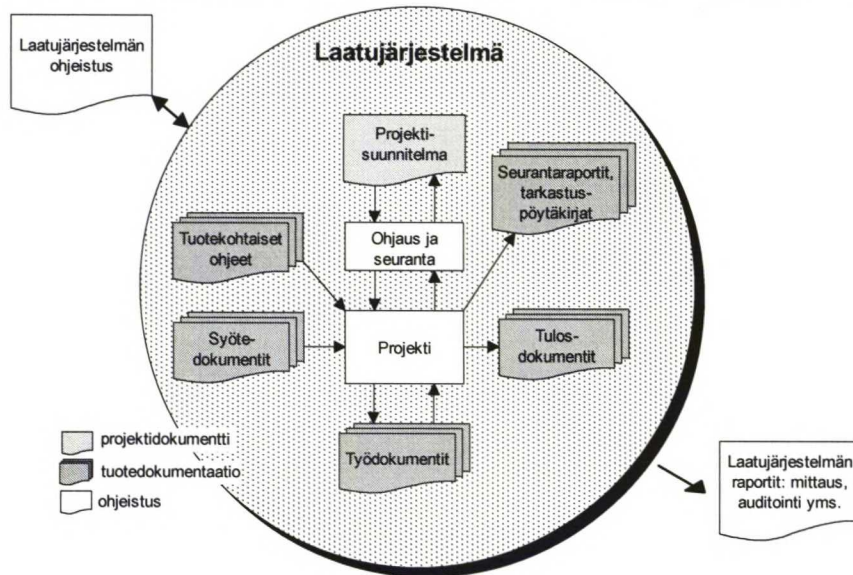 Laatujärjestelmän
ohjeistus
Laatujärjestelmä
Projekti-
suunnitelma
Seurantaraportit,
tarkastus-
pöytäkirjat
Tuotekohtaiset
ohjeet
Ohjaus ja
seuranta
Syöte-
dokumentit
Projekti
Tulos-
dokumentit
Työdokumentit
projektidokumentti
tuotedokumentaatio
ohjeistus
Laatujärjestelmän
raportit: mittaus,
auditointi yms.